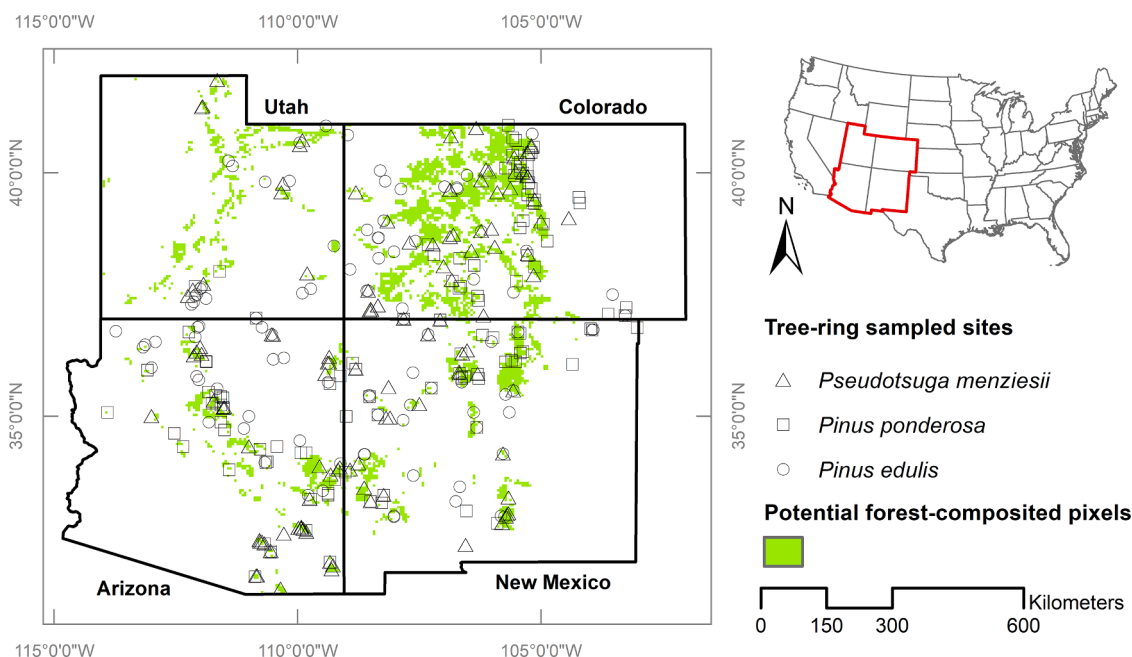 115°0'0"W
110°0'0"W
105°0'0"W
Utah
Colorado
40°0'0"N
40°0'0"N
35°0'0"N
35°0'0"N
Arizona
New Mexico
115°0'0"W
110°0'0"W
105°0'0"W
N
Tree-ring sampled sites
Pseudotsuga menziesii
Pinus ponderosa
Pinus edulis
Potential forest-composited pixels
Kilometers
0 150 300 600